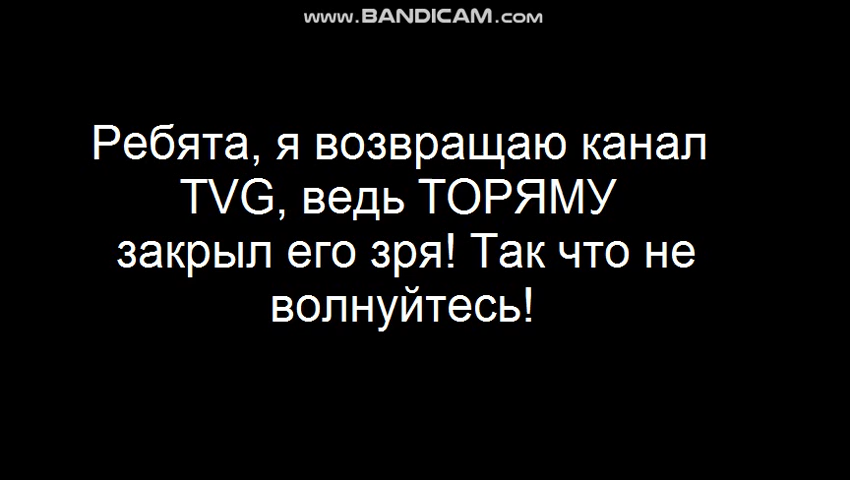 www.BANDICAM.com
Ребята, я возвращаю канал
TVG, ведь ТОРЯМУ
закрыл его зря! Так что не
волнуйтесь!